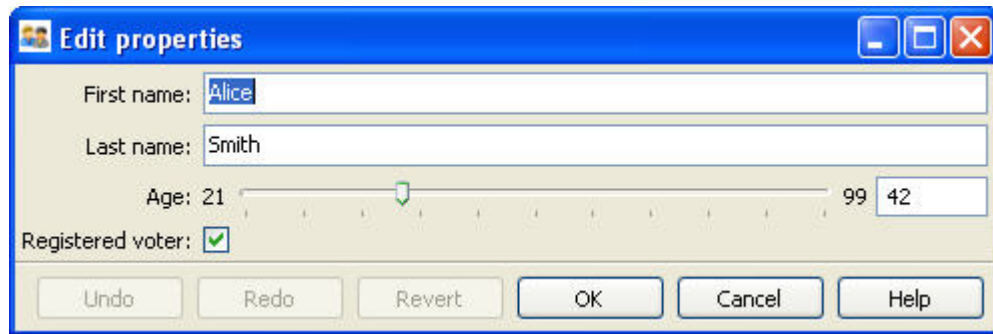 Edit properties
First name: Alice
Last name: Smith
Age: 21 99 42
Registered voter:
Undo Redo Revert OK Cancel Help